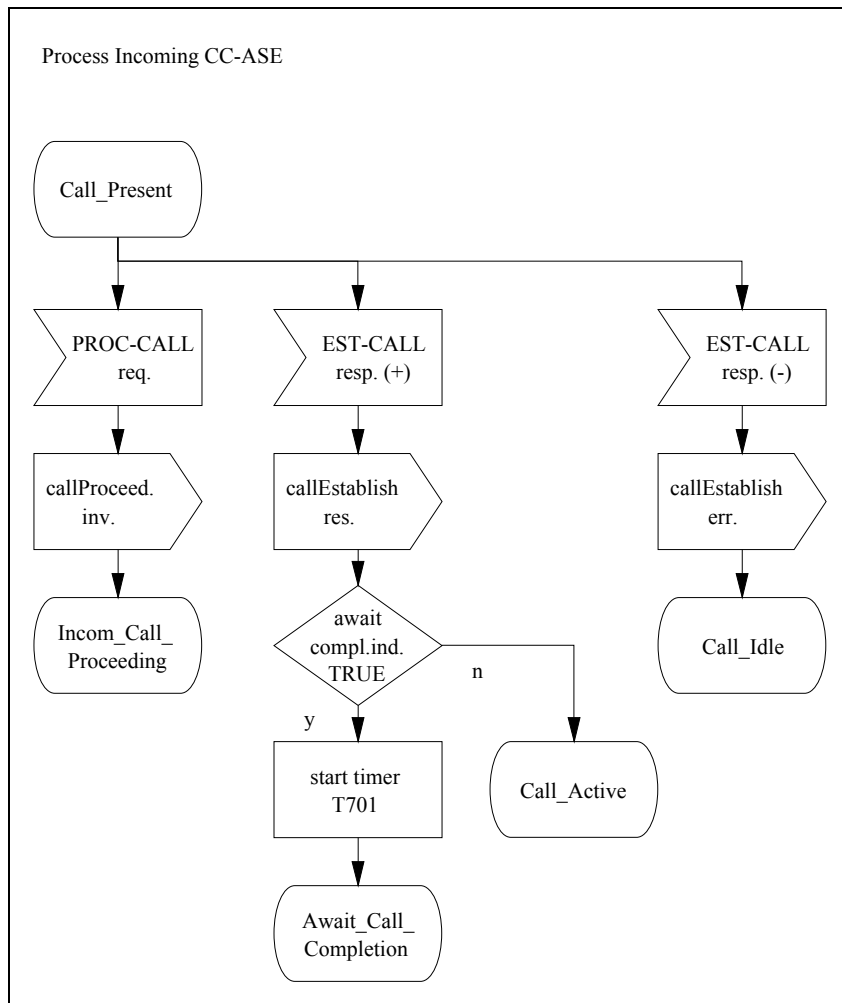 Process Incoming CC-ASE
Call_Present
PROC-CALL
req.
EST-CALL
resp. (+)
EST-CALL
resp. (-)
callProceed.
inv.
callEstablish
res.
callEstablish
err.
Incom_Call_
Proceeding
await
compl.ind.
TRUE
n
y
Call_Idle
start timer
T701
Call_Active
Await_Call_
Completion